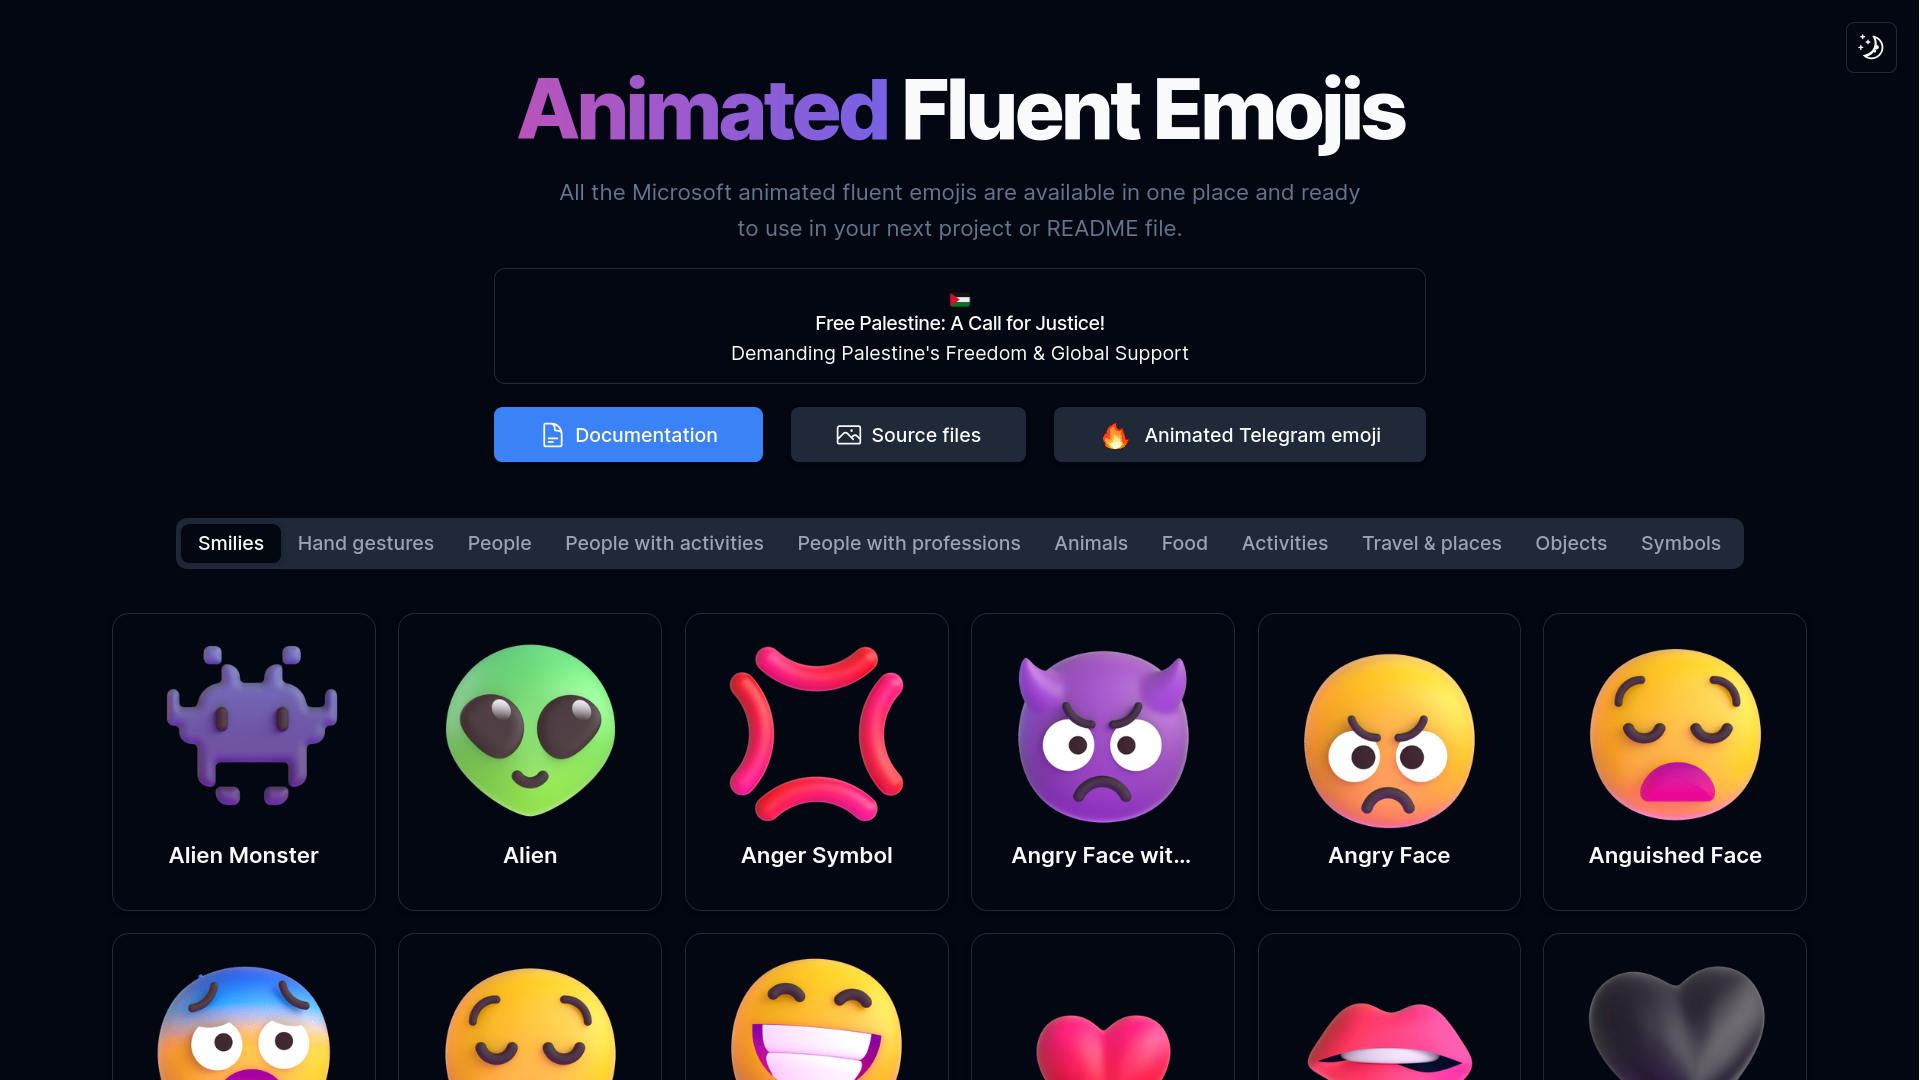 Animated Fluent Emojis
All the Microsoft animated fluent emojis are available in one place and ready
to use in your next project or README file.
Free Palestine: A Call for Justice!
Demanding Palestine's Freedom & Global Support
Documentation
Source files
Animated Telegram emoji
Smilies
Hand gestures
People
People with activities
People with professions
Animals
Food
Activities
Travel & places
Objects
Symbols
Alien Monster
Alien
Anger Symbol
Angry Face wit...
Angry Face
Anguished Face